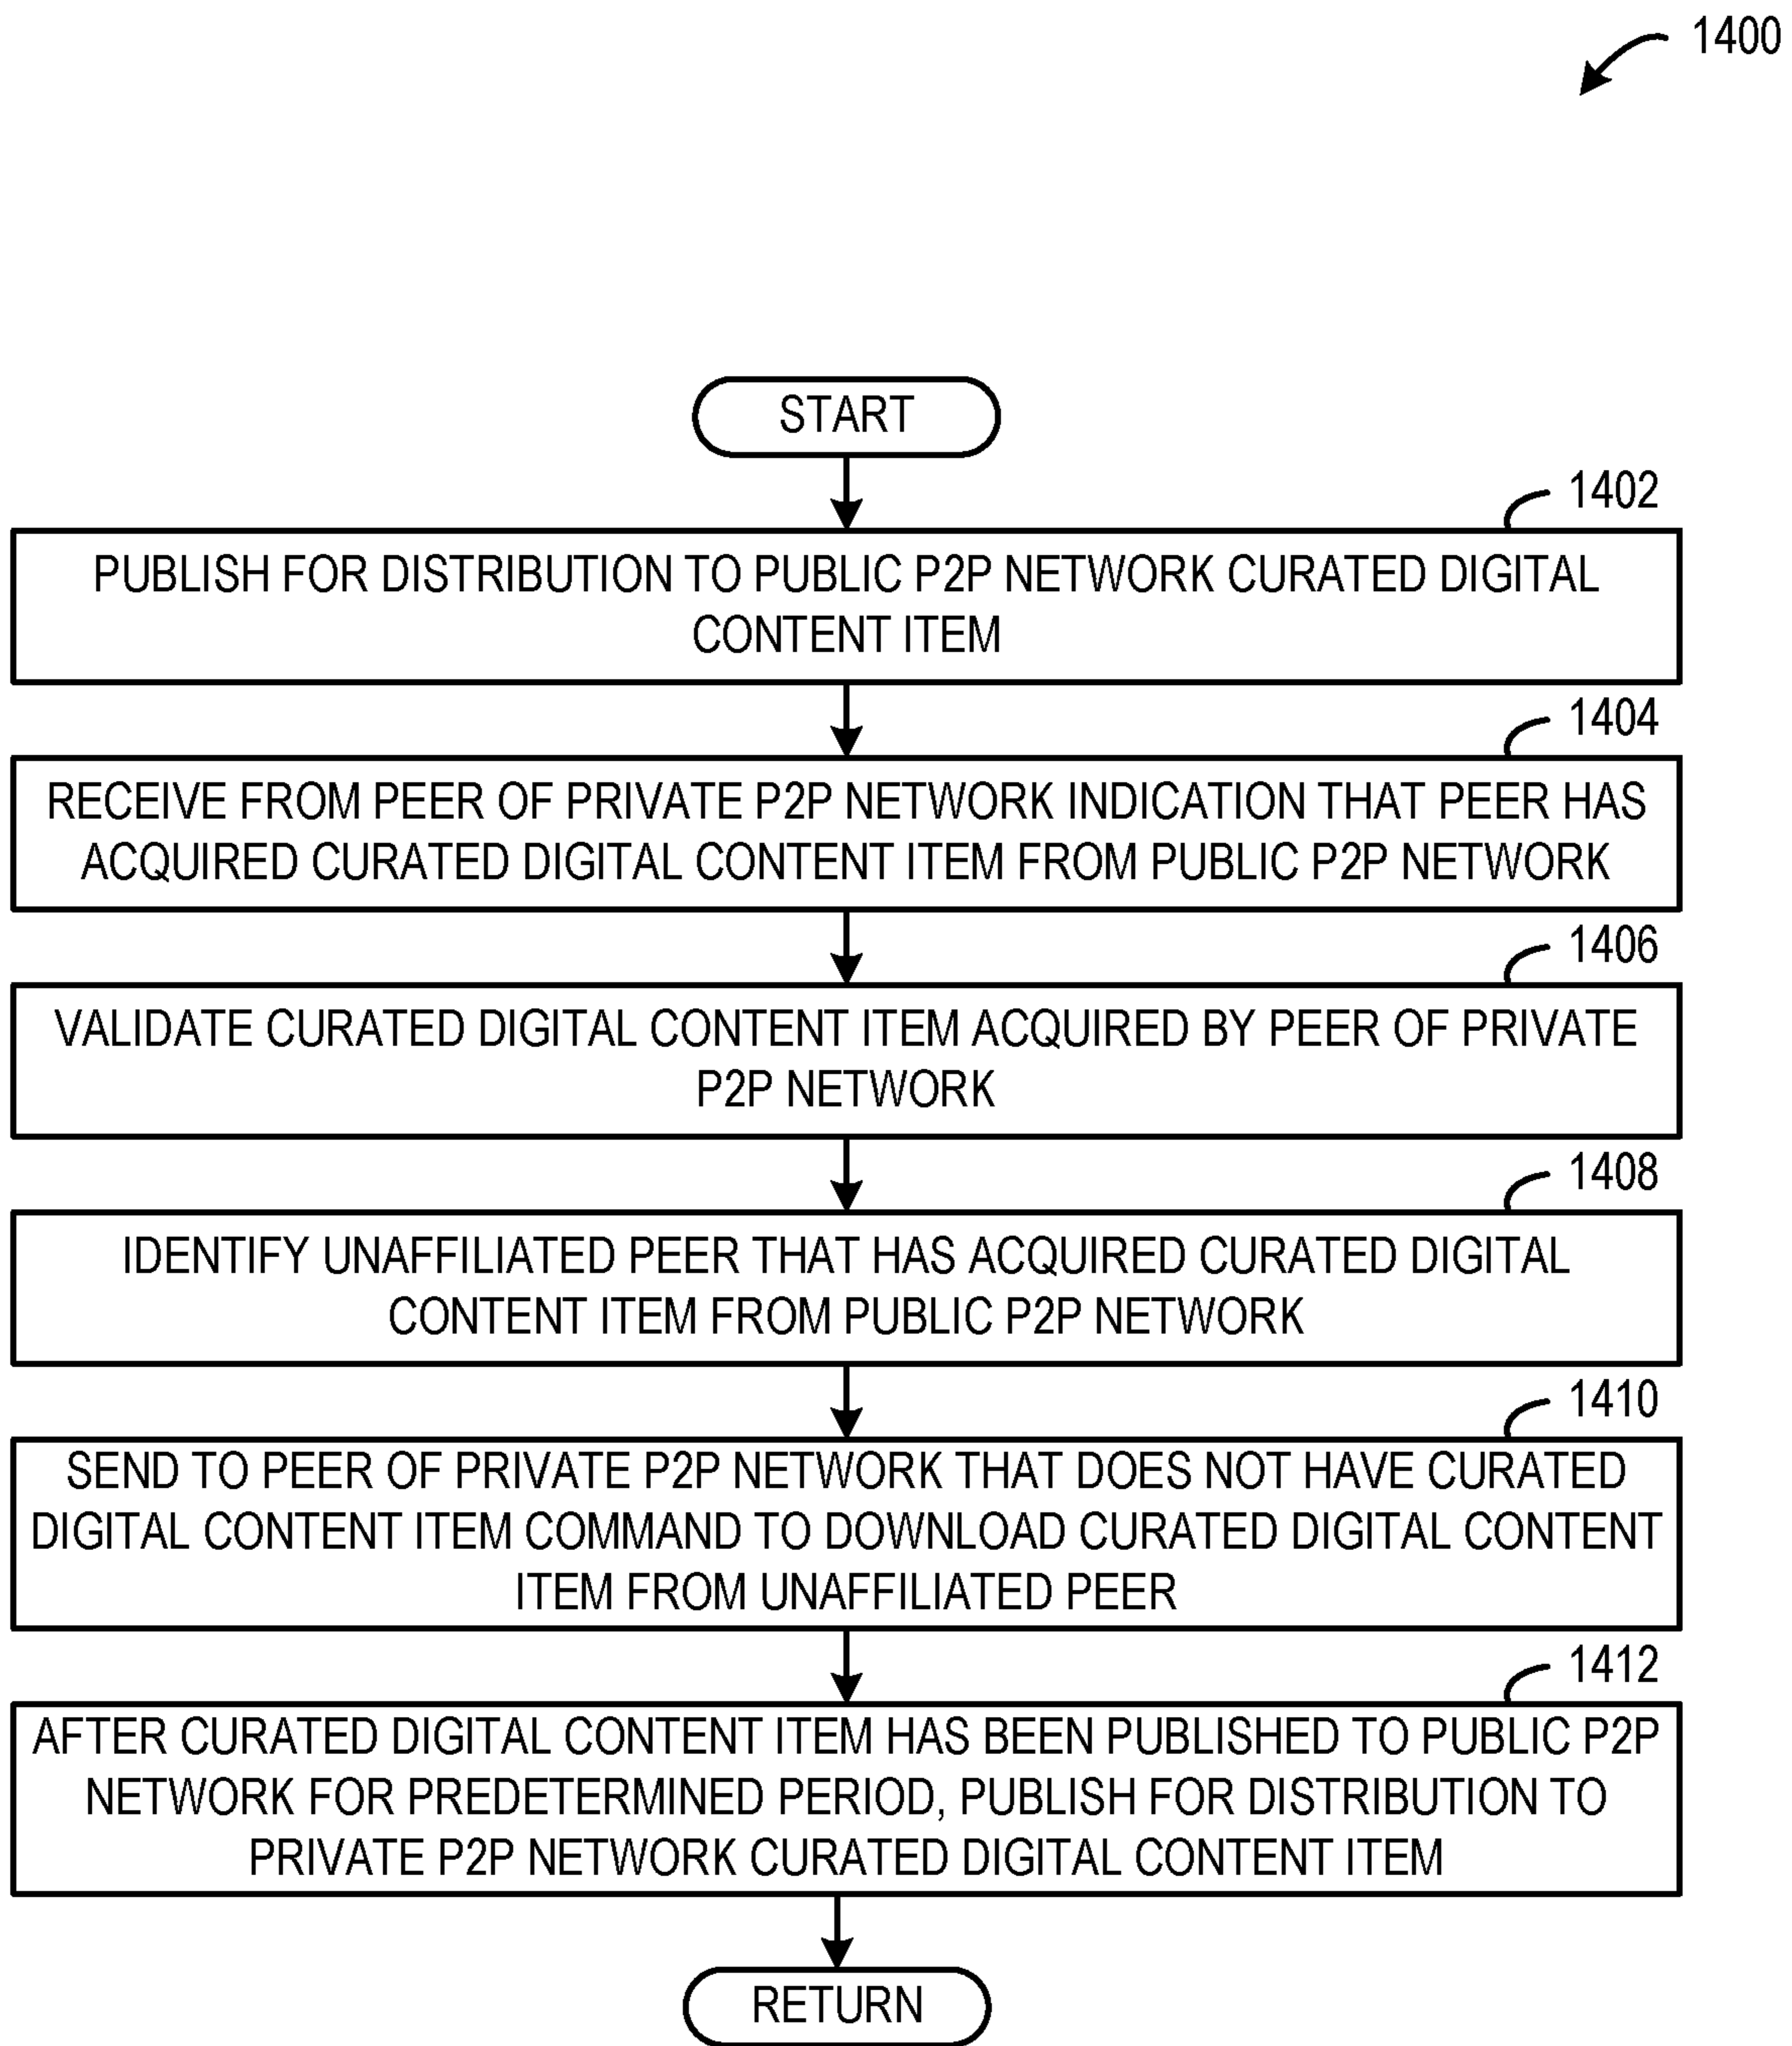 1400
START
1402
PUBLISH FOR DISTRIBUTION TO PUBLIC P2P NETWORK CURATED DIGITAL
CONTENT ITEM
1404
RECEIVE FROM PEER OF PRIVATE P2P NETWORK INDICATION THAT PEER HAS
ACQUIRED CURATED DIGITAL CONTENT ITEM FROM PUBLIC P2P NETWORK
1406
VALIDATE CURATED DIGITAL CONTENT ITEM ACQUIRED BY PEER OF PRIVATE
P2P NETWORK
1408
IDENTIFY UNAFFILIATED PEER THAT HAS ACQUIRED CURATED DIGITAL
CONTENT ITEM FROM PUBLIC P2P NETWORK
1410
SEND TO PEER OF PRIVATE P2P NETWORK THAT DOES NOT HAVE CURATED
DIGITAL CONTENT ITEM COMMAND TO DOWNLOAD CURATED DIGITAL CONTENT
ITEM FROM UNAFFILIATED PEER
1412
AFTER CURATED DIGITAL CONTENT ITEM HAS BEEN PUBLISHED TO PUBLIC P2P
NETWORK FOR PREDETERMINED PERIOD, PUBLISH FOR DISTRIBUTION TO
PRIVATE P2P NETWORK CURATED DIGITAL CONTENT ITEM
RETURN